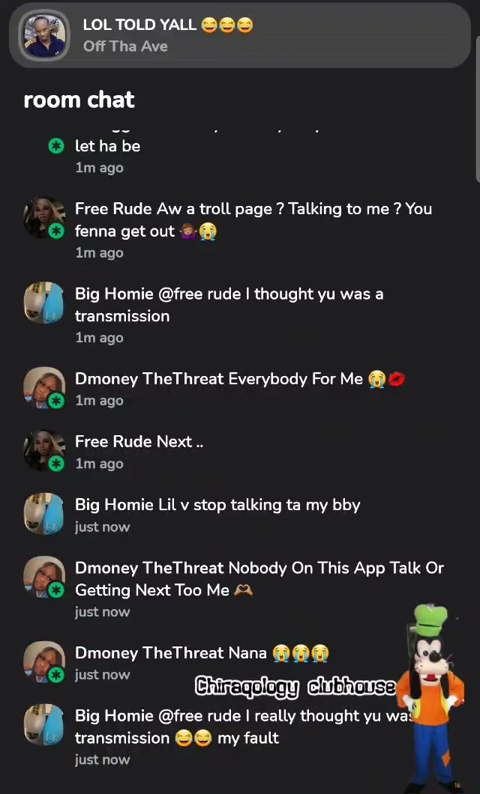 LOL TOLD YALL 😂😂😂
Off Tha Ave
room chat
let ha be
1m ago
Free Rude Aw a troll page ? Talking to me ? You
fenna get out 💁🏽‍♀️😭
1m ago
Big Homie @free rude I thought yu was a
transmission
1m ago
Dmoney TheThreat Everybody For Me 😭💋
1m ago
Free Rude Next ..
1m ago
Big Homie Lil v stop talking ta my bby
just now
Dmoney TheThreat Nobody On This App Talk Or
Getting Next Too Me 🫶🏽
just now
Dmoney TheThreat Nana 😭😭😭
just now
Chiraqology clubhouse
Big Homie @free rude I really thought yu was
transmission 😂😂 my fault
just now